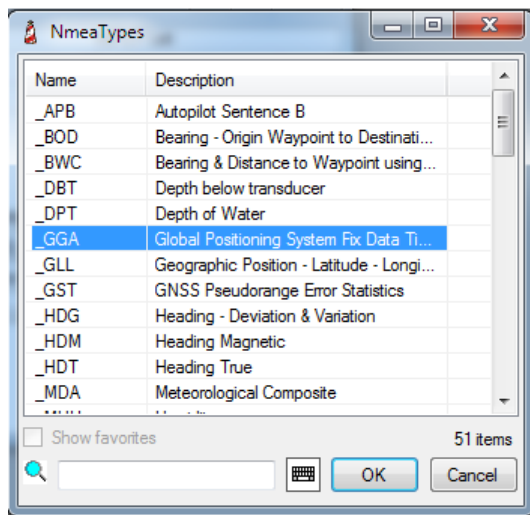 NmeaTypes
Name Description
_APB Autopilot Sentence B
_BOD Bearing - Origin Waypoint to Destinati...
_BWC Bearing & Distance to Waypoint using...
_DBT Depth below transducer
_DPT Depth of Water
_GGA Global Positioning System Fix Data Ti...
_GLL Geographic Position - Latitude - Longi...
_GST GNSS Pseudorange Error Statistics
_HDG Heading - Deviation & Variation
_HDM Heading Magnetic
_HDT Heading True
_MDA Meteorological Composite
Show favorites 51 items
OK Cancel